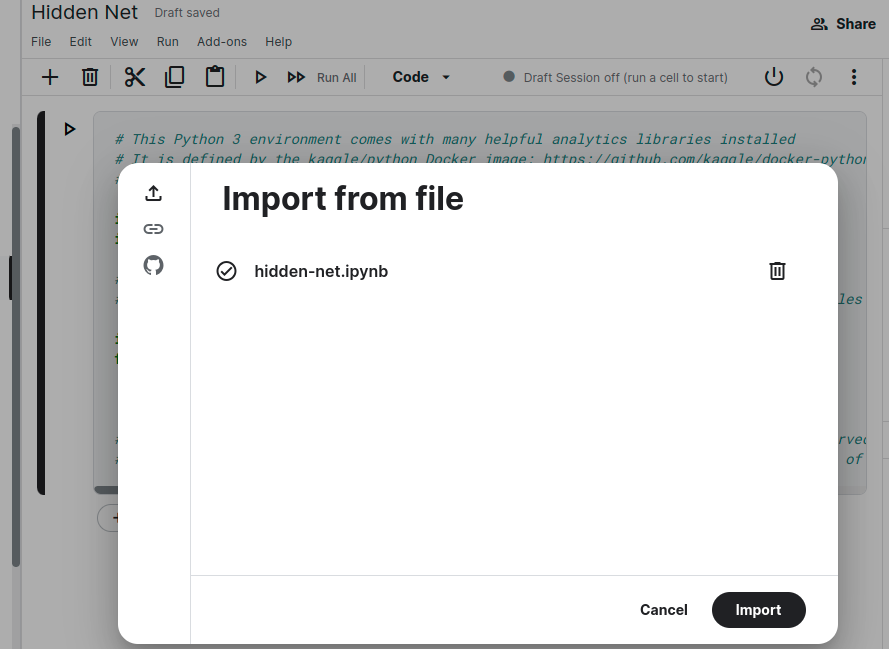 Hidden Net Draft saved
Share
File Edit View Run Add-ons Help
Run All Code Draft Session off (run a cell to start)
# This Python 3 environment comes with many helpful analytics libraries installed
# It is defined by the kaggle/python Docker image: https://github.com/kaggle/docker-python
Import from file
hidden-net.ipynb
les
rved
of
Cancel Import